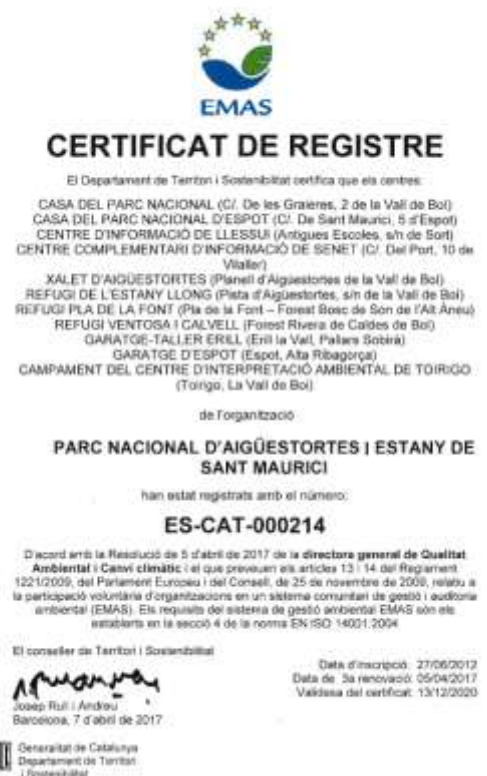 EMAS
CERTIFICAT DE REGISTRE
El Departament de Territori i Sostenibilitat certifica que els centres:
CASA DEL PARC NACIONAL (C/. De les Graieres, 2 de la Vall de Boí)
CASA DEL PARC NACIONAL D'ESPOT (C/. De Sant Maurici, 5 d'Espot)
CENTRE D'INFORMACIÓ DE LLESSUI (Antigues Escoles, s/n de Sort)
CENTRE COMPLEMENTARI D'INFORMACIÓ DE SENET (C/. Del Port, 10 de
Vilaller)
XALET D'AIGÜESTORTES (Planell d'Aigüestortes de la Vall de Boí)
REFUGI DE L'ESTANY LLONG (Pista d'Aigüestortes, s/n de la Vall de Boí)
REFUGI PLA DE LA FONT (Pla de la Font – Forest Bosc de Son de l'Alt Àneu)
REFUGI VENTOSA I CALVELL (Forest Rivera de Caldes de Boí)
GARATGE-TALLER ERILL (Erill la Vall, Pallars Sobirà)
GARATGE D'ESPOT (Espot, Alta Ribagorça)
CAMPAMENT DEL CENTRE D'INTERPRETACIÓ AMBIENTAL DE TOIRIGO
(Toirigo, La Vall de Boí)
de l'organització
PARC NACIONAL D'AIGÜESTORTES I ESTANY DE
SANT MAURICI
han estat registrats amb el número:
ES-CAT-000214
D'acord amb la Resolució de 5 d'abril de 2017 de la directora general de Qualitat
Ambiental i Canvi climàtic i el que preveuen els articles 13 i 14 del Reglament
1221/2009, del Parlament Europeu i del Consell, de 25 de novembre de 2009, relatiu a
la participació voluntària d'organitzacions en un sistema comunitari de gestió i auditoria
ambiental (EMAS). Els requisits del sistema de gestió ambiental EMAS són els
establerts en la secció 4 de la norma EN ISO 14001:2004
El conseller de Territori i Sostenibilitat
Josep Rull i Andreu
Barcelona, 7 d'abril de 2017
Data d'inscripció: 27/06/2012
Data de 3a renovació: 05/04/2017
Validesa del certificat: 13/12/2020
Generalitat de Catalunya
Departament de Territori
i Sostenibilitat